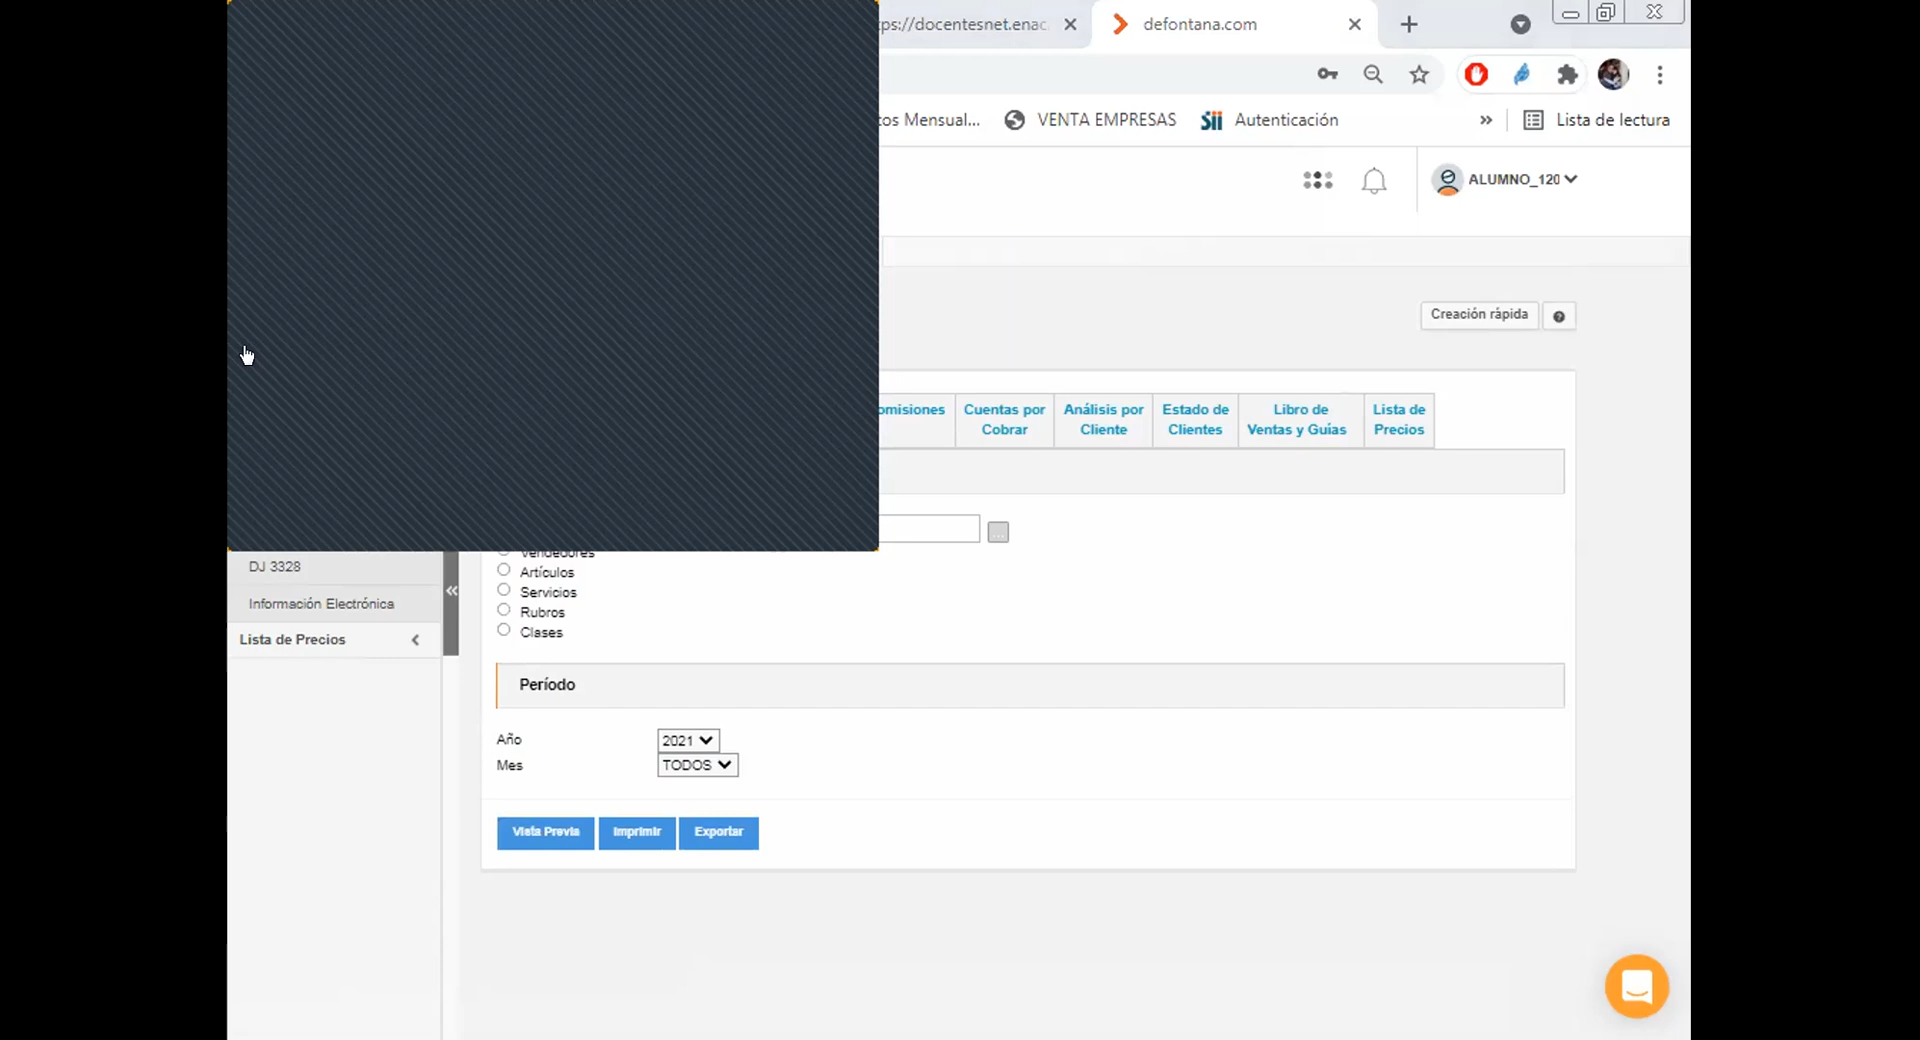 ps://docentesnet.enac
defontana.com
tos Mensual...
VENTA EMPRESAS
Sii Autenticación
»
Lista de lectura
ALUMNO_120
Creación rápida
omisiones
Cuentas por
Cobrar
Análisis por
Cliente
Estado de
Clientes
Libro de
Ventas y Guías
Lista de
Precios
...
Vendedores
DJ 3328
Artículos
Servicios
Información Electrónica
Rubros
Clases
Lista de Precios
Período
Año
2021
Mes
TODOS
Vista Previa
Imprimir
Exportar